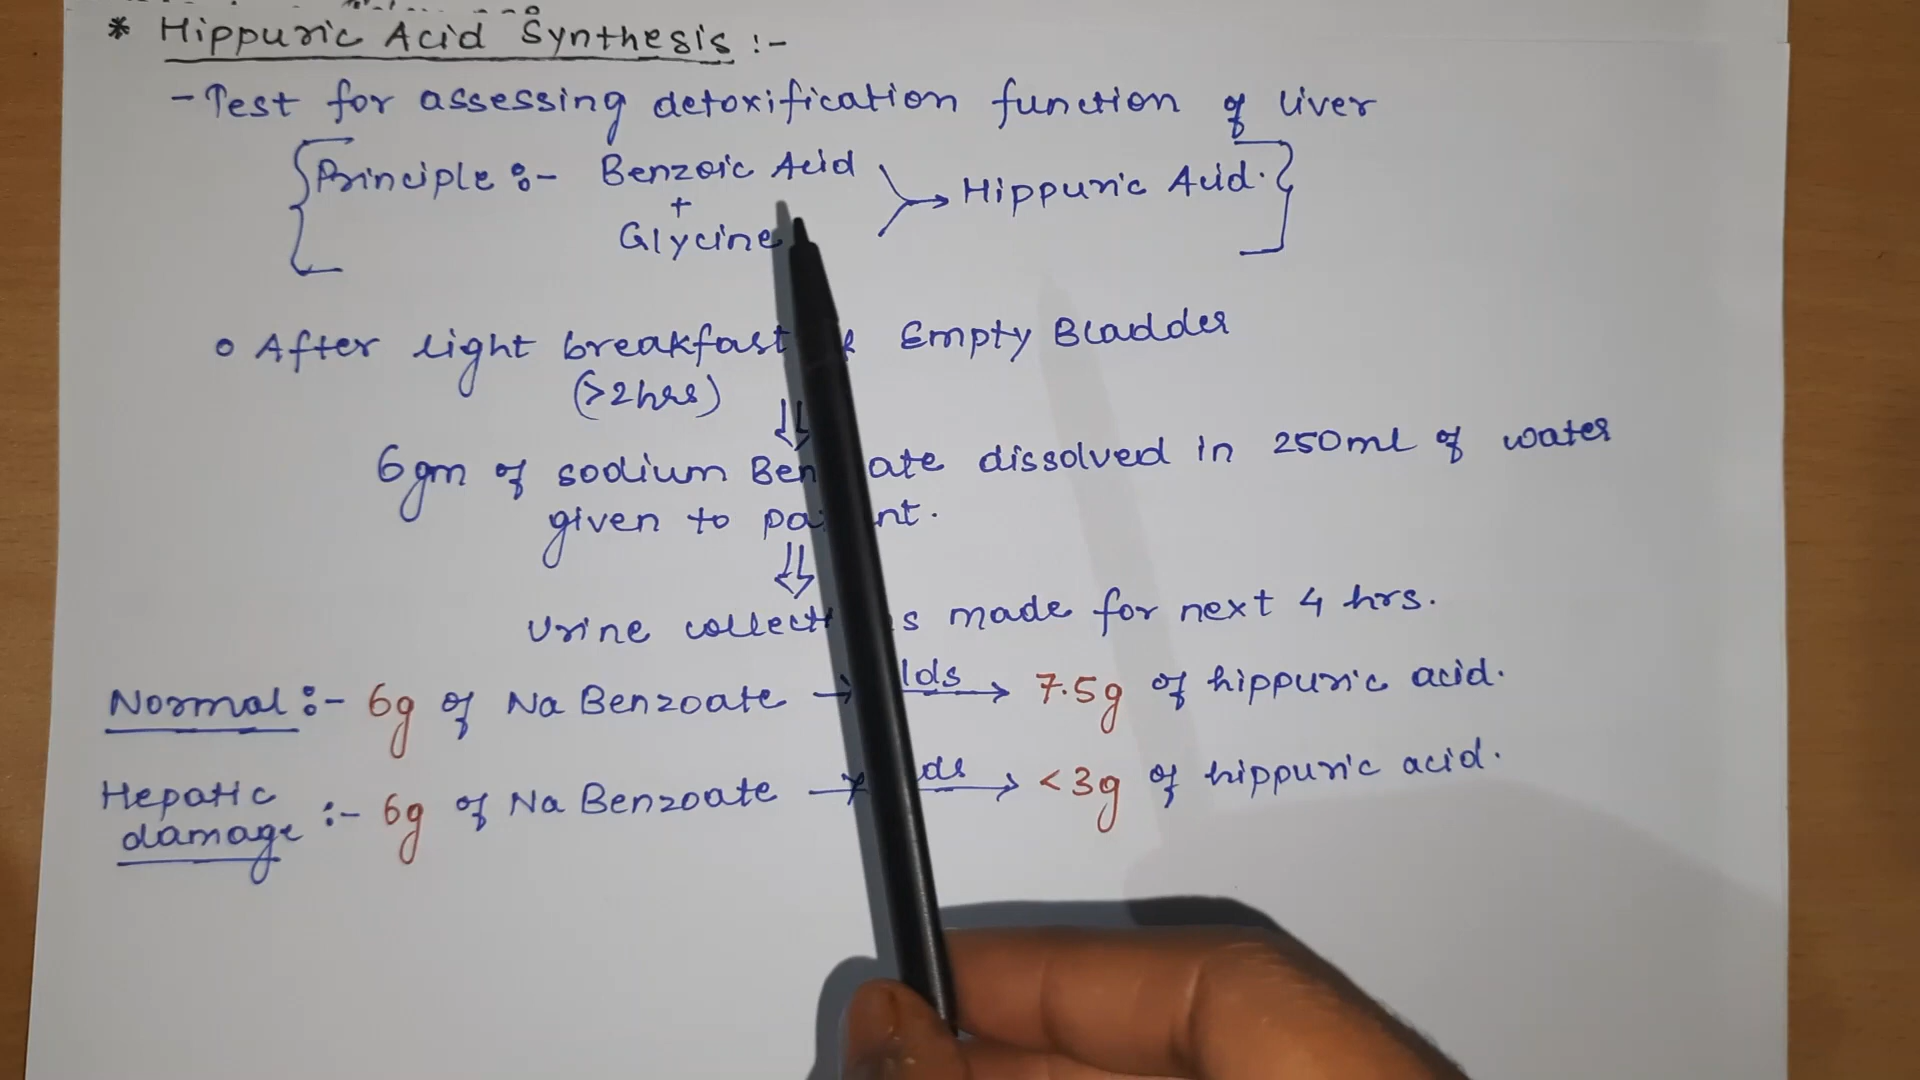 * Hippuric Acid Synthesis :-
- Test for assessing detoxification function of liver
Principle :- Benzoic Acid + Glycine → Hippuric Acid.
o After light breakfast Empty Bladder
(>2hrs)
6gm of sodium Ben ate dissolved in 250ml of water
given to pa nt.
Urine collect s made for next 4 hrs.
Normal :- 6g of Na Benzoate → lds → 7.5g of hippuric acid.
Hepatic damage :- 6g of Na Benzoate → ds → <3g of hippuric acid.